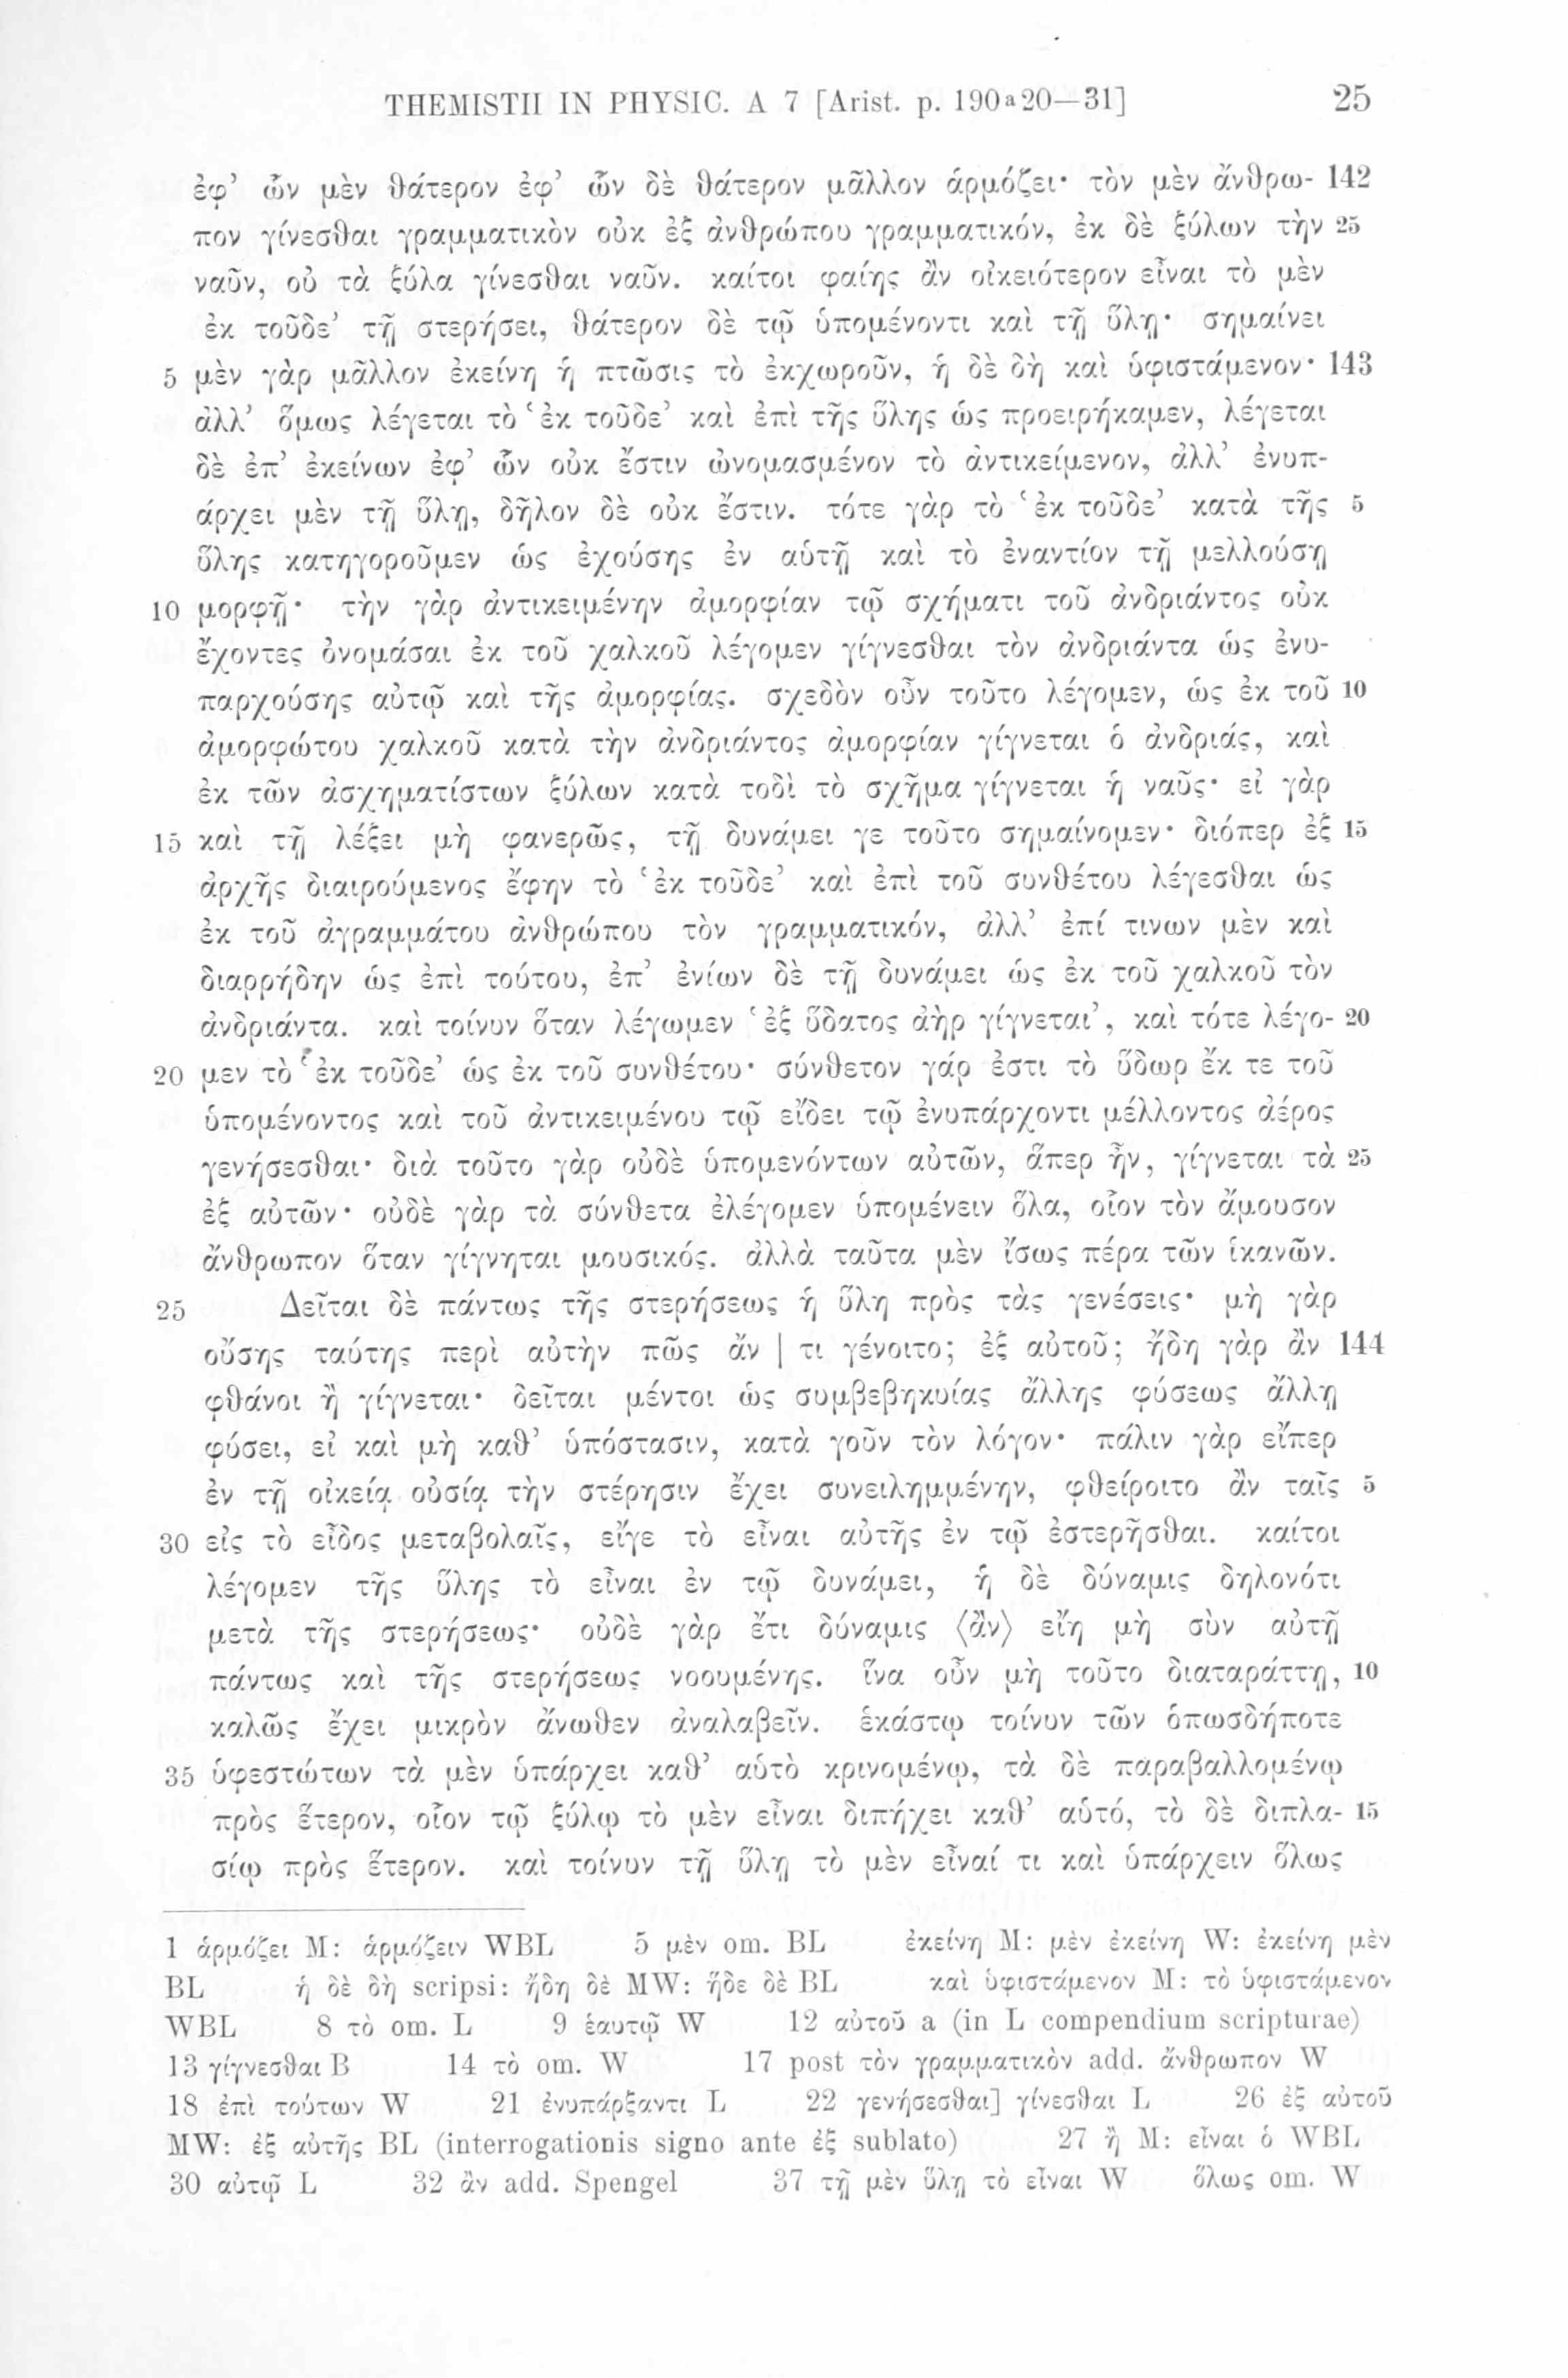 THEMISTII IN PHYSIC. A 7 [Arist. p. 190a20—31] 25
ἐφ’ ὧν μὲν θάτερον ἐφ’ ὧν δὲ θάτερον μᾶλλον ἁρμόζει· τὸν μὲν ἄνθρω- 142
πον γίνεσθαι γραμματικὸν οὐκ ἐξ ἀνθρώπου γραμματικόν, ἐκ δὲ ξύλων τὴν 25
ναῦν, οὐ τὰ ξύλα γίνεσθαι ναῦν. καίτοι φαίης ἂν οἰκειότερον εἶναι τὸ μὲν
ἐκ τοῦδε’ τῇ στερήσει, θάτερον δὲ τῷ ὑπομένοντι καὶ τῇ ὕλῃ· σημαίνει
5 μὲν γὰρ μᾶλλον ἐκείνη ἡ πτῶσις τὸ ἐκχωροῦν, ἡ δὲ δὴ καὶ ὑφιστάμενον· 143
ἀλλ’ ὅμως λέγεται τὸ ‘ἐκ τοῦδε’ καὶ ἐπὶ τῆς ὕλης ὡς προειρήκαμεν, λέγεται
δὲ ἐπ’ ἐκείνων ἐφ’ ὧν οὐκ ἔστιν ὠνομασμένον τὸ ἀντικείμενον, ἀλλ’ ἐνυπ-
άρχει μὲν τῇ ὕλῃ, δῆλον δὲ οὐκ ἔστιν. τότε γὰρ τὸ ‘ἐκ τοῦδε’ κατὰ τῆς 5
ὕλης κατηγοροῦμεν ὡς ἐχούσης ἐν αὑτῇ καὶ τὸ ἐναντίον τῇ μελλούσῃ
10 μορφῇ· τὴν γὰρ ἀντικειμένην ἀμορφίαν τῷ σχήματι τοῦ ἀνδριάντος οὐκ
ἔχοντες ὀνομάσαι ἐκ τοῦ χαλκοῦ λέγομεν γίγνεσθαι τὸν ἀνδριάντα ὡς ἐνυ-
παρχούσης αὐτῷ καὶ τῆς ἀμορφίας. σχεδὸν οὖν τοῦτο λέγομεν, ὡς ἐκ τοῦ 10
ἀμορφώτου χαλκοῦ κατὰ τὴν ἀνδριάντος ἀμορφίαν γίγνεται ὁ ἀνδριάς, καὶ
ἐκ τῶν ἀσχηματίστων ξύλων κατὰ τοδὶ τὸ σχῆμα γίγνεται ἡ ναῦς· εἰ γὰρ
15 καὶ τῇ λέξει μὴ φανερῶς, τῇ δυνάμει γε τοῦτο σημαίνομεν· διόπερ ἐξ 15
ἀρχῆς διαιρούμενος ἔφην τὸ ‘ἐκ τοῦδε’ καὶ ἐπὶ τοῦ συνθέτου λέγεσθαι ὡς
ἐκ τοῦ ἀγραμμάτου ἀνθρώπου τὸν γραμματικόν, ἀλλ’ ἐπί τινων μὲν καὶ
διαρρήδην ὡς ἐπὶ τούτου, ἐπ’ ἐνίων δὲ τῇ δυνάμει ὡς ἐκ τοῦ χαλκοῦ τὸν
ἀνδριάντα. καὶ τοίνυν ὅταν λέγωμεν ‘ἐξ ὕδατος ἀὴρ γίγνεται’, καὶ τότε λέγο- 20
20 μεν τὸ ‘ἐκ τοῦδε’ ὡς ἐκ τοῦ συνθέτου· σύνθετον γάρ ἐστι τὸ ὕδωρ ἔκ τε τοῦ
ὑπομένοντος καὶ τοῦ ἀντικειμένου τῷ εἴδει τῷ ἐνυπάρχοντι μέλλοντος ἀέρος
γενήσεσθαι· διὰ τοῦτο γὰρ οὐδὲ ὑπομενόντων αὐτῶν, ἅπερ ἦν, γίγνεται τὰ 25
ἐξ αὐτῶν· οὐδὲ γὰρ τὰ σύνθετα ἐλέγομεν ὑπομένειν ὅλα, οἷον τὸν ἄμουσον
ἄνθρωπον ὅταν γίγνηται μουσικός. ἀλλὰ ταῦτα μὲν ἴσως πέρα τῶν ἱκανῶν.
25 Δεῖται δὲ πάντως τῆς στερήσεως ἡ ὕλη πρὸς τὰς γενέσεις· μὴ γὰρ
οὔσης ταύτης περὶ αὐτὴν πῶς ἄν | τι γένοιτο; ἐξ αὐτοῦ; ἤδη γὰρ ἂν 144
φθάνοι ἢ γίγνεται· δεῖται μέντοι ὡς συμβεβηκυίας ἄλλης φύσεως ἄλλῃ
φύσει, εἰ καὶ μὴ καθ’ ὑπόστασιν, κατὰ γοῦν τὸν λόγον· πάλιν γὰρ εἴπερ
ἐν τῇ οἰκείᾳ οὐσίᾳ τὴν στέρησιν ἔχει συνειλημμένην, φθείροιτο ἂν ταῖς 5
30 εἰς τὸ εἶδος μεταβολαῖς, εἴγε τὸ εἶναι αὐτῆς ἐν τῷ ἐστερῆσθαι. καίτοι
λέγομεν τῆς ὕλης τὸ εἶναι ἐν τῷ δυνάμει, ἡ δὲ δύναμις δηλονότι
μετὰ τῆς στερήσεως· οὐδὲ γὰρ ἔτι δύναμις ⟨ἂν⟩ εἴη μὴ σὺν αὐτῇ
πάντως καὶ τῆς στερήσεως νοουμένης. ἵνα οὖν μὴ τοῦτο διαταράττῃ, 10
καλῶς ἔχει μικρὸν ἄνωθεν ἀναλαβεῖν. ἑκάστῳ τοίνυν τῶν ὁπωσδήποτε
35 ὑφεστώτων τὰ μὲν ὑπάρχει καθ’ αὑτὸ κρινομένῳ, τὰ δὲ παραβαλλομένῳ
πρὸς ἕτερον, οἷον τῷ ξύλῳ τὸ μὲν εἶναι διπήχει καθ’ αὑτό, τὸ δὲ διπλα- 15
σίῳ πρὸς ἕτερον. καὶ τοίνυν τῇ ὕλῃ τὸ μὲν εἶναί τι καὶ ὑπάρχειν ὅλως
1 ἁρμόζει M: ἁρμόζειν WBL 5 μὲν om. BL ἐκείνη M: μὲν ἐκείνη W: ἐκείνη μὲν
BL ἡ δὲ δὴ scripsi: ἤδη δὲ MW: ἥδε δὲ BL καὶ ὑφιστάμενον M: τὸ ὑφιστάμενον
WBL 8 τὸ om. L 9 ἑαυτῷ W 12 αὐτοῦ a (in L compendium scripturae)
13 γίγνεσθαι B 14 τὸ om. W 17 post τὸν γραμματικὸν add. ἄνθρωπον W
18 ἐπὶ τούτων W 21 ἐνυπάρξαντι L 22 γενήσεσθαι] γίνεσθαι L 26 ἐξ αὐτοῦ
MW: ἐξ αὐτῆς BL (interrogationis signo ante ἐξ sublato) 27 ἢ M: εἶναι ὁ WBL
30 αὐτῷ L 32 ἂν add. Spengel 37 τῇ μὲν ὕλῃ τὸ εἶναι W ὅλως om. W